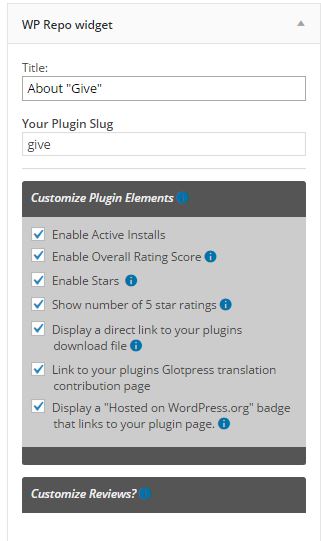 WP Repo widget
Title:
About "Give"
Your Plugin Slug
give
Customize Plugin Elements
Enable Active Installs
Enable Overall Rating Score
Enable Stars
Show number of 5 star ratings
Display a direct link to your plugins
download file
Link to your plugins Glotpress translation
contribution page
Display a "Hosted on WordPress.org" badge
that links to your plugin page.
Customize Reviews?